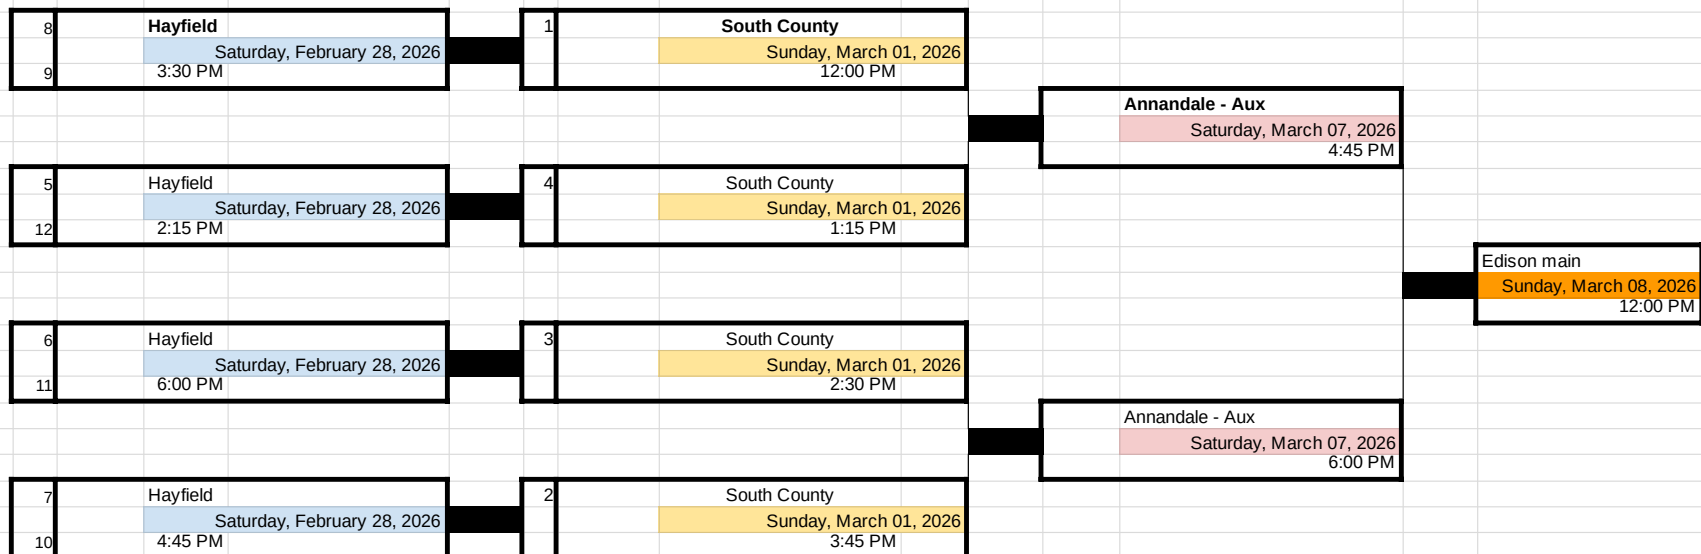 8 Hayfield 1 South County
Saturday, February 28, 2026 Sunday, March 01, 2026
9 3:30 PM 12:00 PM
Annandale - Aux
Saturday, March 07, 2026
4:45 PM
5 Hayfield 4 South County
Saturday, February 28, 2026 Sunday, March 01, 2026
12 2:15 PM 1:15 PM
Edison main
Sunday, March 08, 2026
12:00 PM
6 Hayfield 3 South County
Saturday, February 28, 2026 Sunday, March 01, 2026
11 6:00 PM 2:30 PM
Annandale - Aux
Saturday, March 07, 2026
6:00 PM
7 Hayfield 2 South County
Saturday, February 28, 2026 Sunday, March 01, 2026
10 4:45 PM 3:45 PM